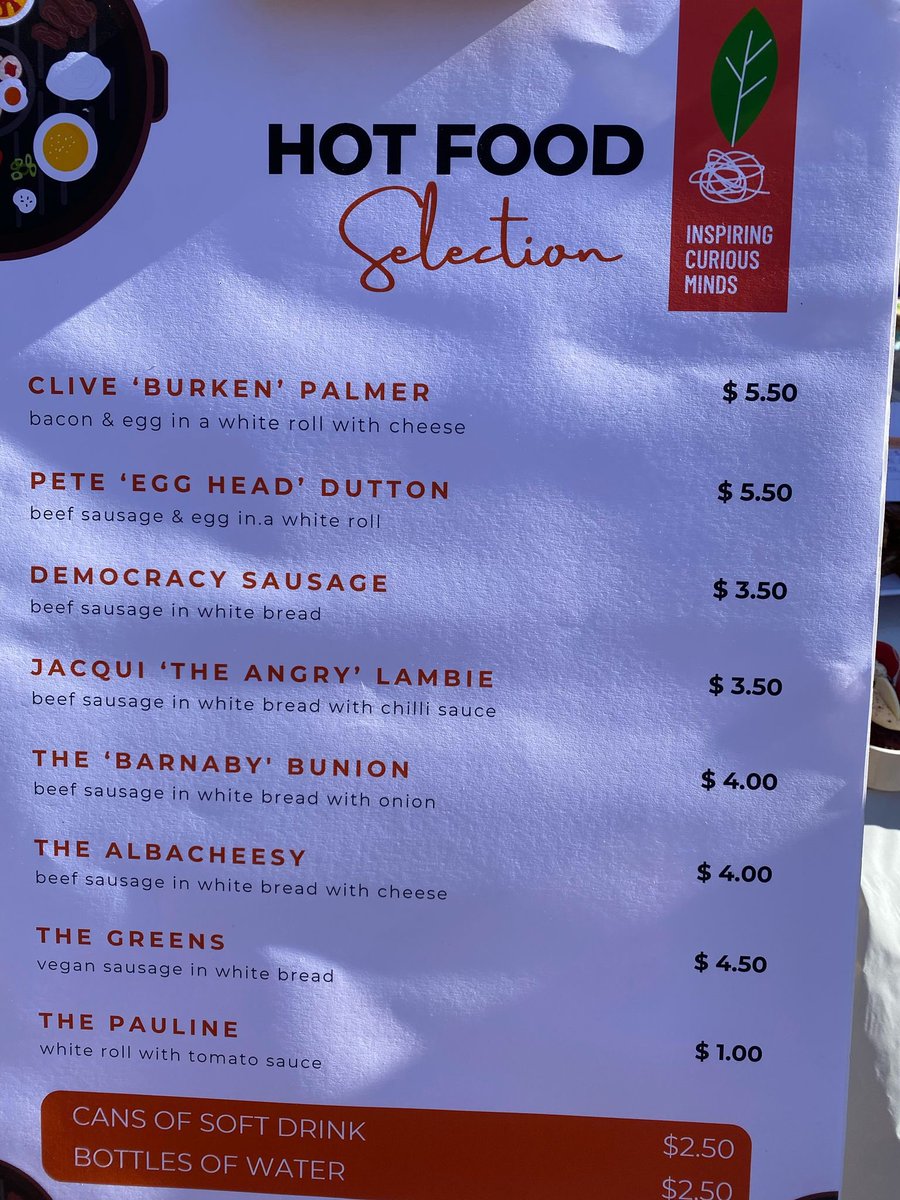 HOT FOOD
Selection
INSPIRING
CURIOUS
MINDS
CLIVE ‘BURKEN’ PALMER $ 5.50
bacon & egg in a white roll with cheese
PETE ‘EGG HEAD’ DUTTON $ 5.50
beef sausage & egg in.a white roll
DEMOCRACY SAUSAGE $ 3.50
beef sausage in white bread
JACQUI ‘THE ANGRY’ LAMBIE $ 3.50
beef sausage in white bread with chilli sauce
THE ‘BARNABY' BUNION $ 4.00
beef sausage in white bread with onion
THE ALBACHEESY $ 4.00
beef sausage in white bread with cheese
THE GREENS $ 4.50
vegan sausage in white bread
THE PAULINE $ 1.00
white roll with tomato sauce
CANS OF SOFT DRINK $2.50
BOTTLES OF WATER $2.50